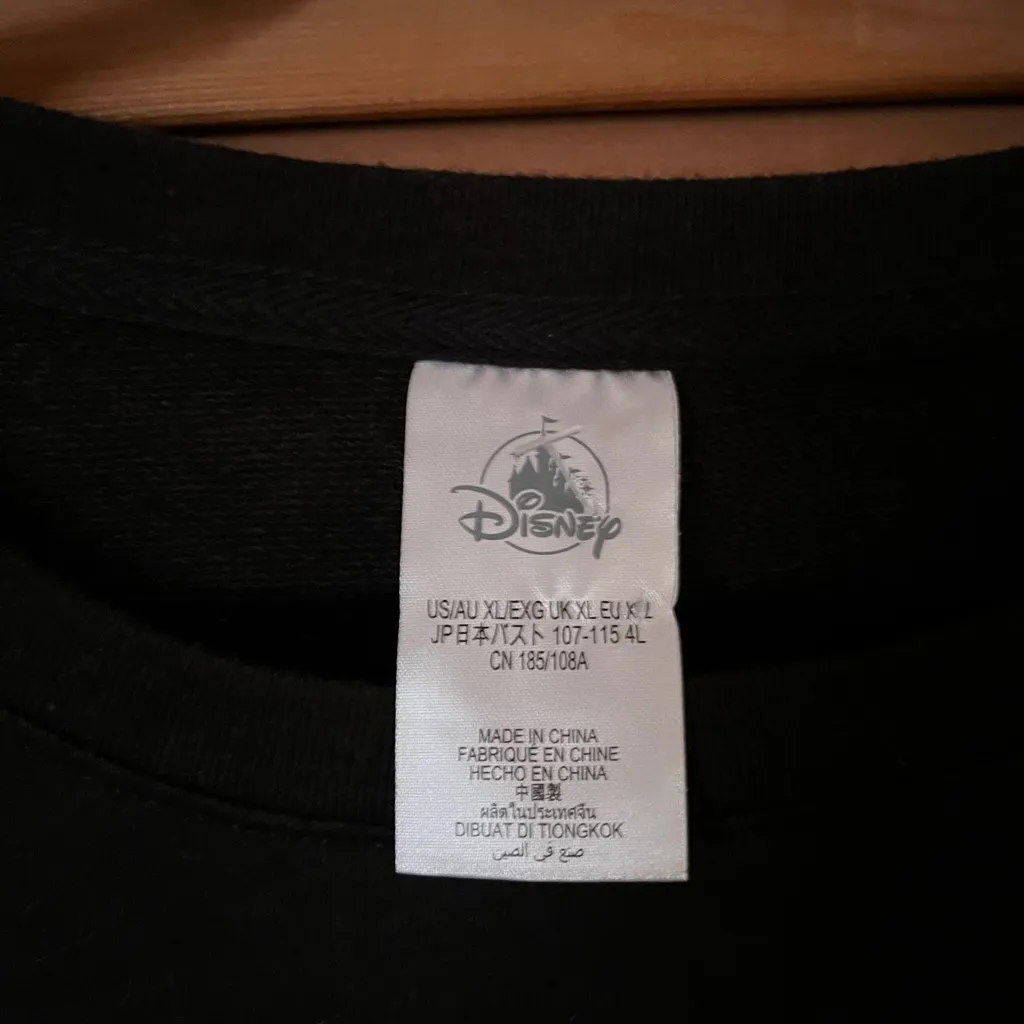 Disney
US/AU XL/EXG UK XL EU XL
JP日本バスト 107-115 4L
CN 185/108A
MADE IN CHINA
FABRIQUÉ EN CHINE
HECHO EN CHINA
中國製
ผลิตในประเทศจีน
DIBUAT DI TIONGKOK
صنع في الصين